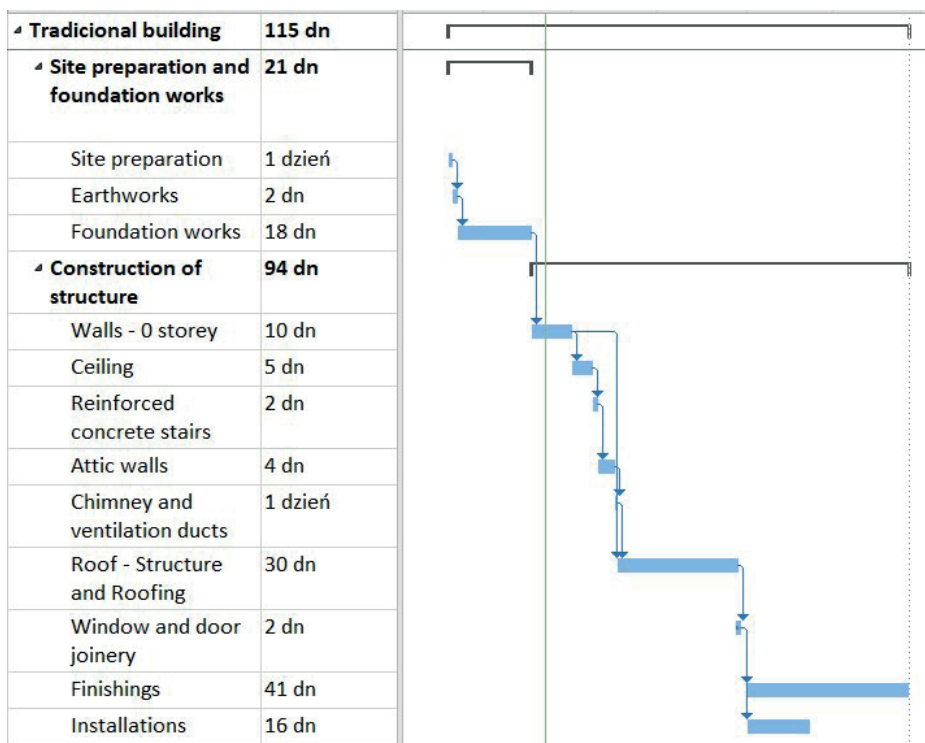 Tradicional building 115 dn
Site preparation and 21 dn
foundation works
Site preparation 1 dzień
Earthworks 2 dn
Foundation works 18 dn
Construction of 94 dn
structure
Walls - 0 storey 10 dn
Ceiling 5 dn
Reinforced 2 dn
concrete stairs
Attic walls 4 dn
Chimney and 1 dzień
ventilation ducts
Roof - Structure 30 dn
and Roofing
Window and door 2 dn
joinery
Finishings 41 dn
Installations 16 dn